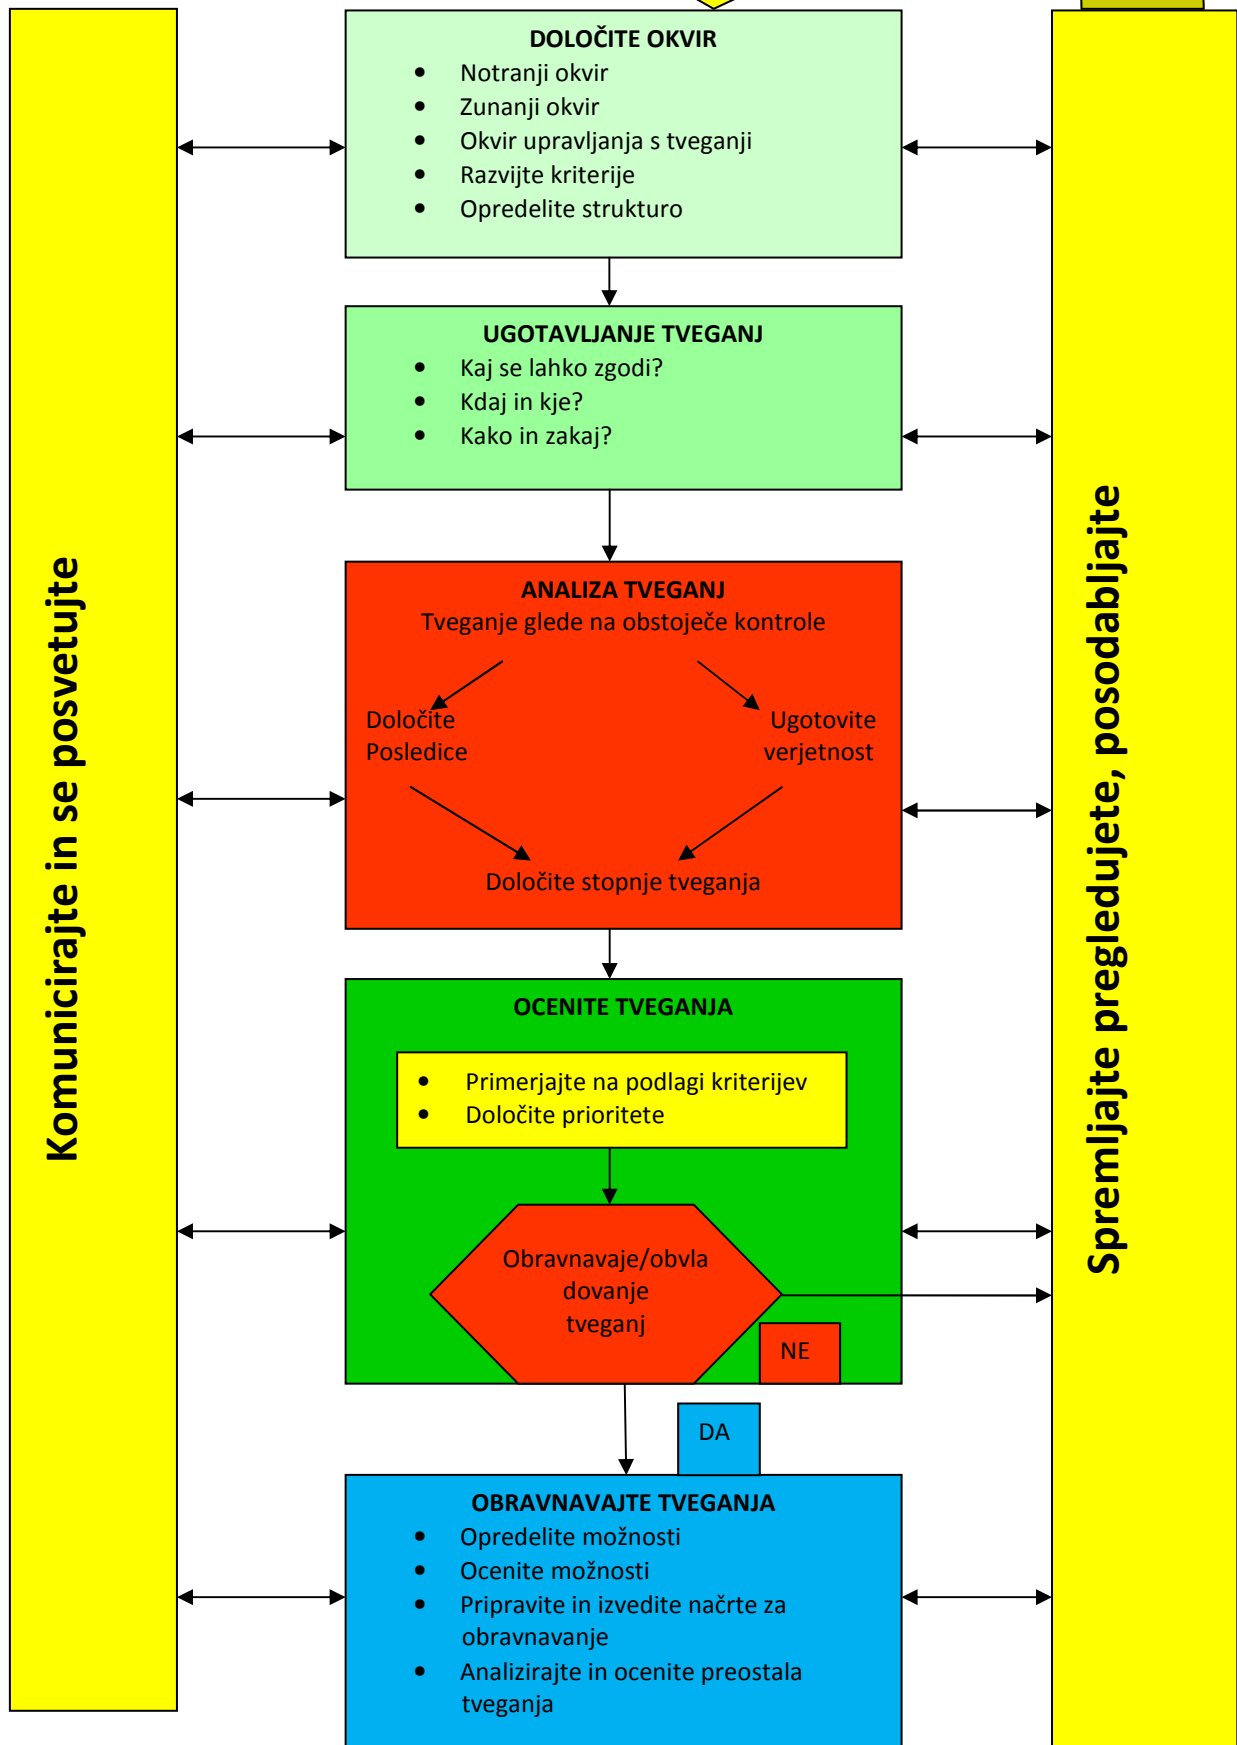 Komunicirajte in se posvetujte
DOLOČITE OKVIR
• Notranji okvir
• Zunanji okvir
• Okvir upravljanja s tveganji
• Razvijte kriterije
• Opredelite strukturo
UGOTAVLJANJE TVEGANJ
• Kaj se lahko zgodi?
• Kdaj in kje?
• Kako in zakaj?
ANALIZA TVEGANJ
Tveganje glede na obstoječe kontrole
Določite
Posledice
Ugotovite
verjetnost
Določite stopnje tveganja
OCENITE TVEGANJA
• Primerjajte na podlagi kriterijev
• Določite prioritete
Obravnavaje/obvla
dovanje
tveganj
NE
DA
OBRAVNAVAJTE TVEGANJA
• Opredelite možnosti
• Ocenite možnosti
• Pripravite in izvedite načrte za
obravnavanje
• Analizirajte in ocenite preostala
tveganja
Spremljajte pregledujete, posodabljajte